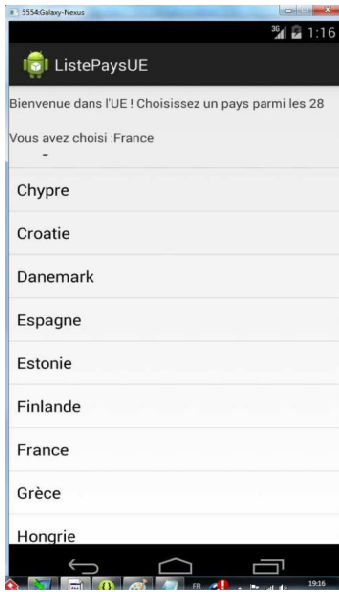 5554:Galaxy-Nexus
3G 1:16
ListePaysUE
Bienvenue dans l'UE ! Choisissez un pays parmi les 28
Vous avez choisi :France
Chypre
Croatie
Danemark
Espagne
Estonie
Finlande
France
Grèce
Hongrie
FR
19:16